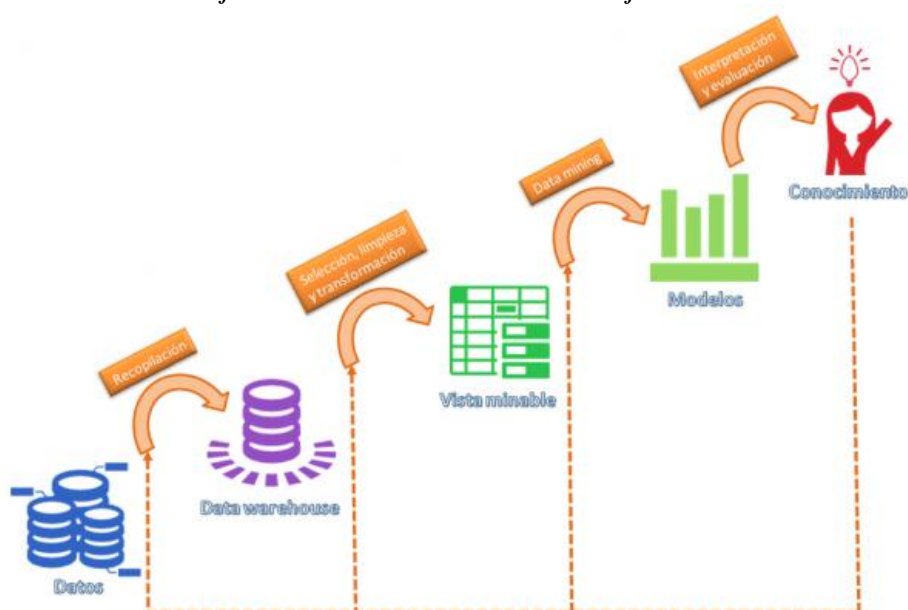 Recopilación
Selección, limpieza
y transformación
Data mining
Interpretación
y evaluación
Datos
Data warehouse
Vista minable
Modelos
Conocimiento